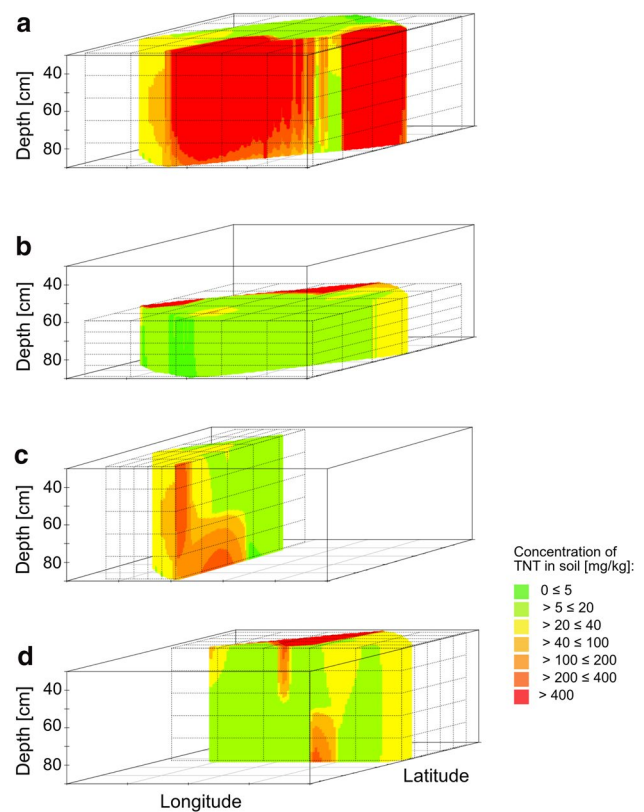 a
Depth [cm]
40
60
80
b
Depth [cm]
40
60
80
c
Depth [cm]
40
60
80
d
Depth [cm]
40
60
80
Longitude
Latitude
Concentration of
TNT in soil [mg/kg]:
0 ≤ 5
> 5 ≤ 20
> 20 ≤ 40
> 40 ≤ 100
> 100 ≤ 200
> 200 ≤ 400
> 400